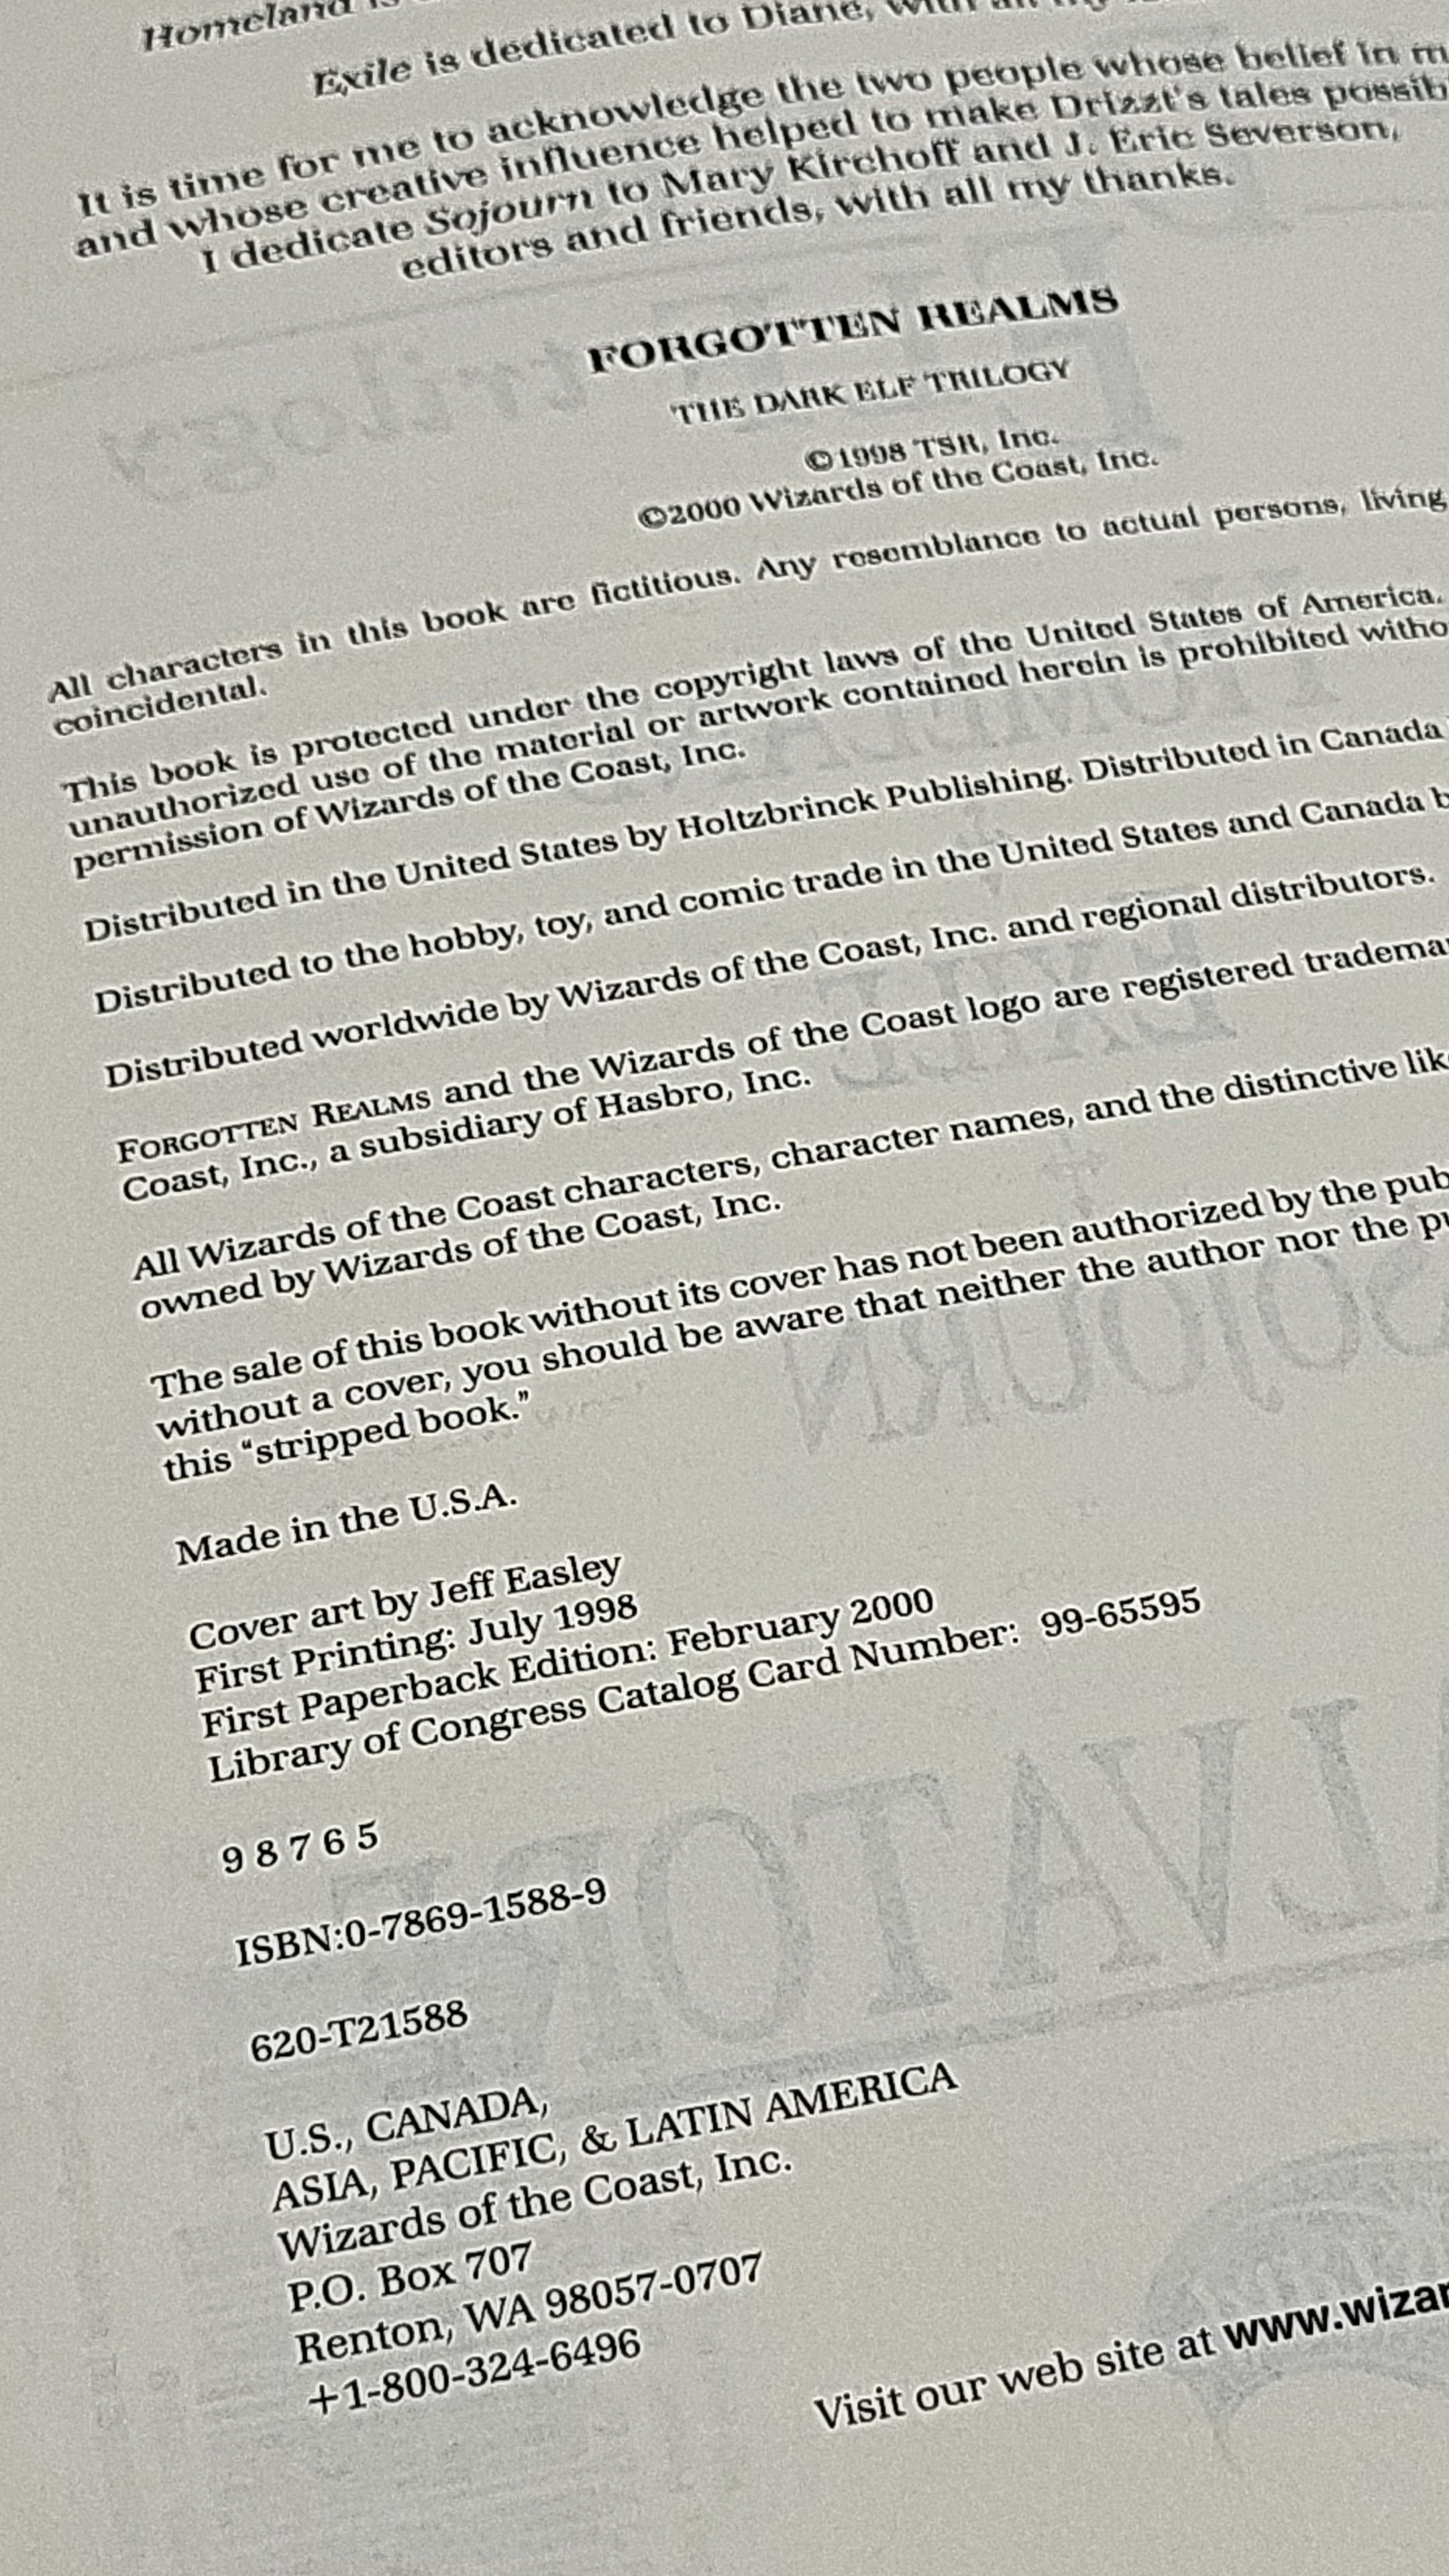 Homeland is
Exile is dedicated to Diane, with all my
It is time for me to acknowledge the two people whose belief in
and whose creative influence helped to make Drizzt's tales
I dedicate Sojourn to Mary Kirchoff and J. Eric Severson,
editors and friends, with all my thanks.
FORGOTTEN REALMS
THE DARK ELF TRILOGY
©1998 TSR, Inc.
©2000 Wizards of the Coast, Inc.
All characters in this book are fictitious. Any resemblance to actual persons, living
coincidental.
This book is protected under the copyright laws of the United States of America.
unauthorized use of the material or artwork contained herein is prohibited witho
permission of Wizards of the Coast, Inc.
Distributed in the United States by Holtzbrinck Publishing. Distributed in Canada
Distributed to the hobby, toy, and comic trade in the United States and Canada b
Distributed worldwide by Wizards of the Coast, Inc. and regional distributors.
FORGOTTEN REALMS and the Wizards of the Coast logo are registered tradema
Coast, Inc., a subsidiary of Hasbro, Inc.
All Wizards of the Coast characters, character names, and the distinctive lik
owned by Wizards of the Coast, Inc.
The sale of this book without its cover has not been authorized by the pub
without a cover, you should be aware that neither the author nor the pu
this “stripped book.”
Made in the U.S.A.
Cover art by Jeff Easley
First Printing: July 1998
First Paperback Edition: February 2000
Library of Congress Catalog Card Number: 99-65595
9 8 7 6 5
ISBN:0-7869-1588-9
620-T21588
U.S., CANADA,
ASIA, PACIFIC, & LATIN AMERICA
Wizards of the Coast, Inc.
P.O. Box 707
Renton, WA 98057-0707
+1-800-324-6496
Visit our web site at www.wizar